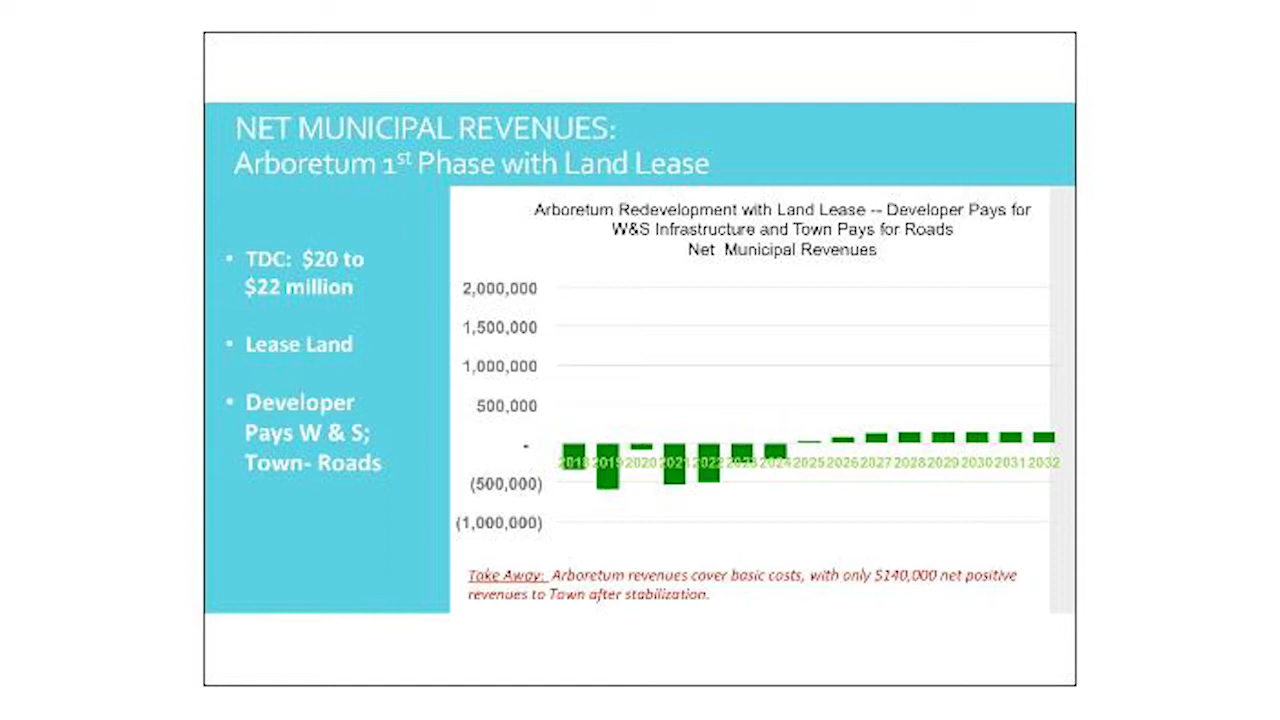 NET MUNICIPAL REVENUES:
Arboretum 1st Phase with Land Lease
• TDC: $20 to
$22 million
• Lease Land
• Developer
Pays W & S;
Town- Roads
Arboretum Redevelopment with Land Lease -- Developer Pays for
W&S Infrastructure and Town Pays for Roads
Net Municipal Revenues
2,000,000
1,500,000
1,000,000
500,000
-
(500,000)
(1,000,000)
2018 2019 2020 2021 2022 2023 2024 2025 2026 2027 2028 2029 2030 2031 2032
Take Away: Arboretum revenues cover basic costs, with only $140,000 net positive
revenues to Town after stabilization.